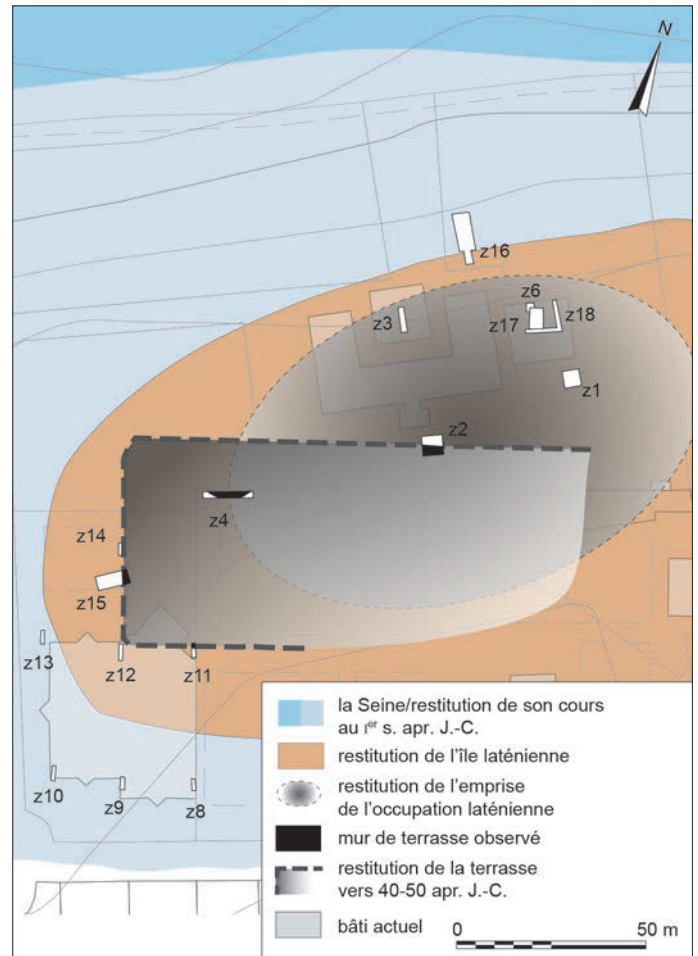 N
z16
z6
z3
z17
z18
z1
z2
z4
z14
z15
z13
z12
z11
z10
z9
z8
la Seine/restitution de son cours
au Ier s. apr. J.-C.
restitution de l'île laténienne
restitution de l'emprise
de l'occupation laténienne
mur de terrasse observé
restitution de la terrasse
vers 40-50 apr. J.-C.
bâti actuel
0
50 m